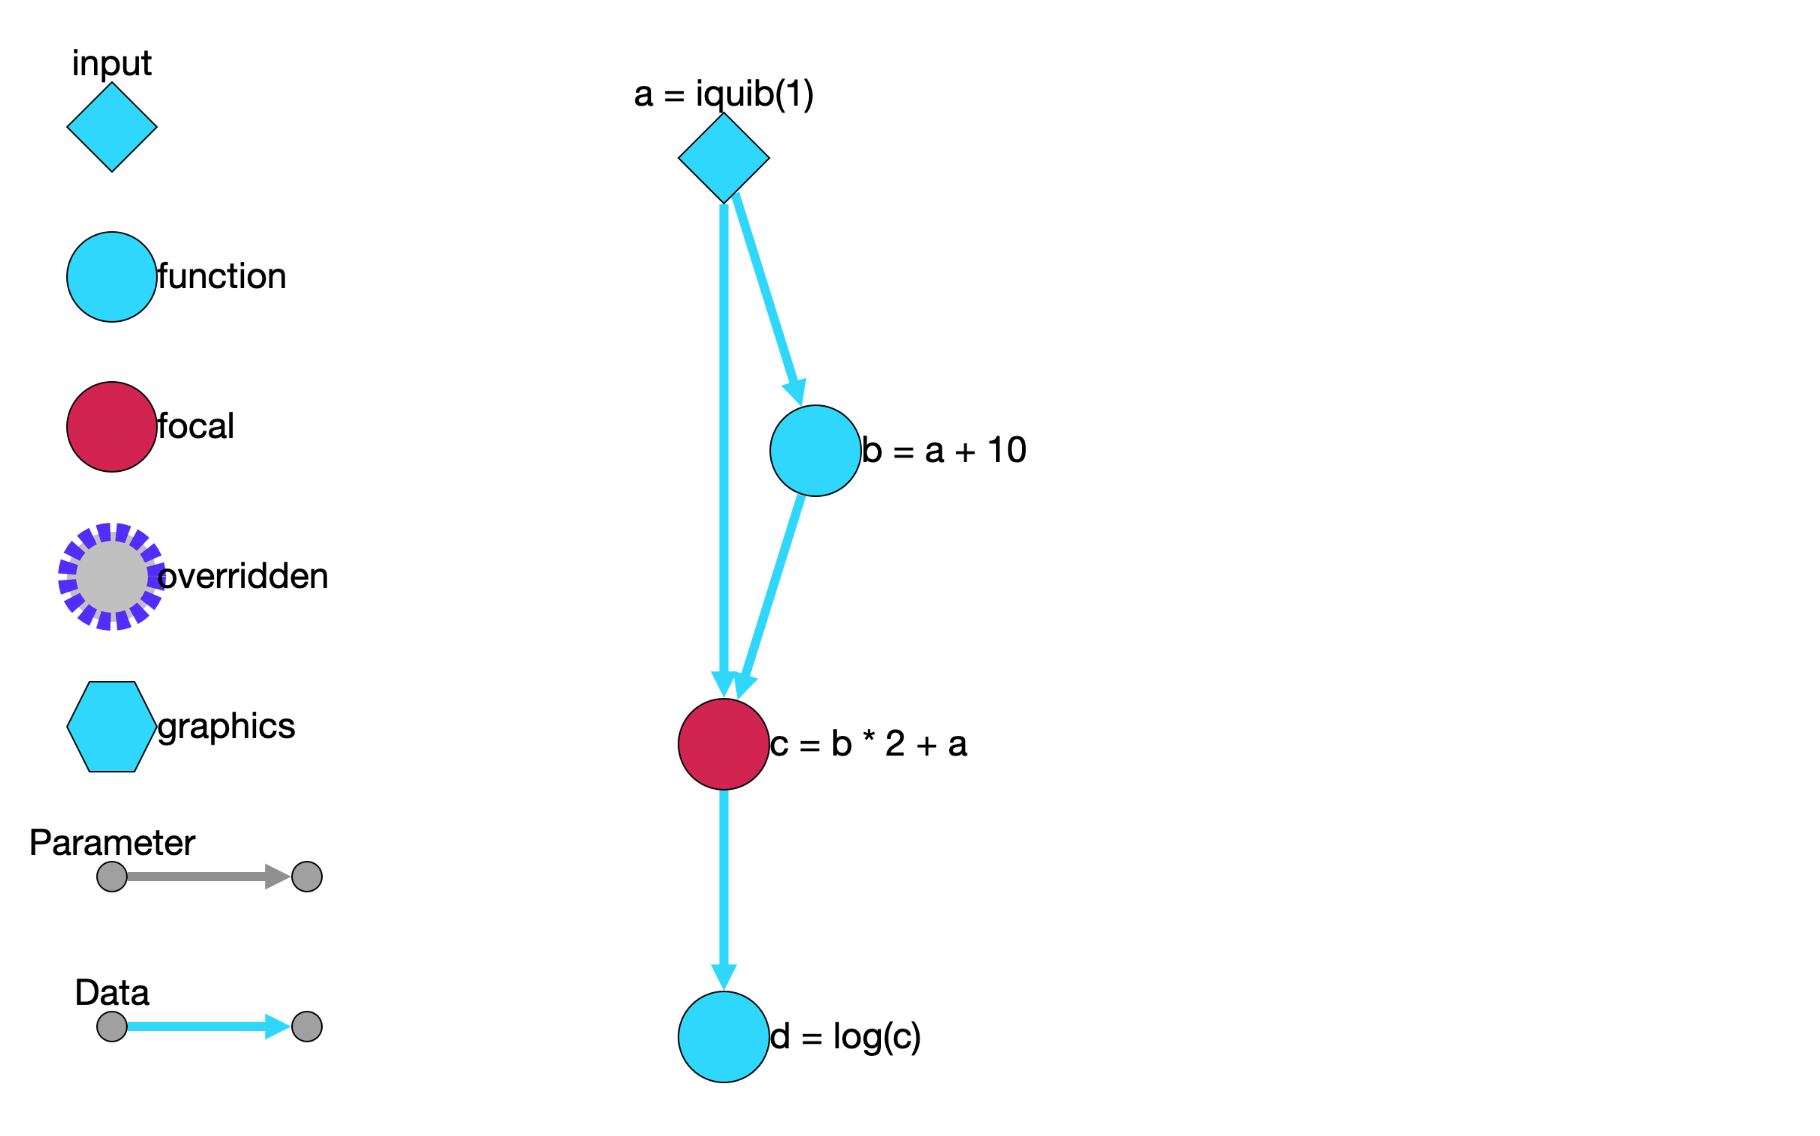 input
function
focal
overridden
graphics
Parameter
Data
a = iquib(1)
b = a + 10
c = b * 2 + a
d = log(c)